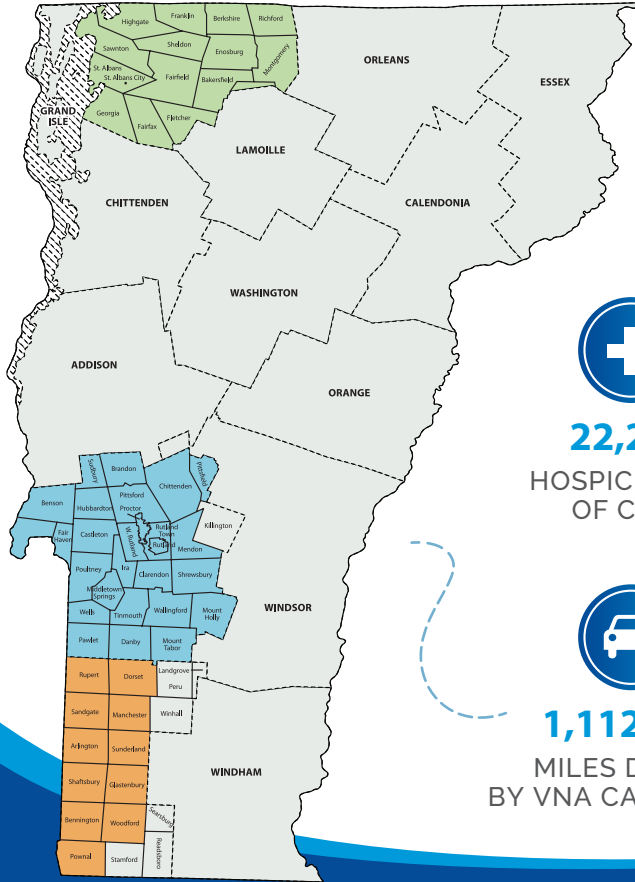 Highgate
Franklin
Berkshire
Richford
Sawnton
Sheldon
Enosburg
Montgomery
St. Albans
St. Albans City
Fairfield
Bakersfield
Georgia
Fairfax
Fletcher
GRAND
ISLE
ORLEANS
ESSEX
LAMOILLE
CHITTENDEN
CALENDONIA
WASHINGTON
ADDISON
ORANGE
Sudbury
Brandon
Chittenden
Pittsfield
Benson
Hubbardton
Pittsford
Proctor
Killington
Fair
Haven
Castleton
W. Rutland
Rutland
Town
Rutland
Mendon
Poultney
Ira
Clarendon
Shrewsbury
Middletown
Springs
Wells
Tinmouth
Wallingford
Mount
Holly
Pawlet
Danby
Mount
Tabor
WINDSOR
Rupert
Dorset
Landgrove
Peru
Sandgate
Manchester
Winhall
Arlington
Sunderland
WINDHAM
Shaftsbury
Glastenbury
Bennington
Woodford
Searsburg
Pownal
Stamford
Readsboro
22,2
HOSPIC
OF C
1,112
MILES D
BY VNA CA